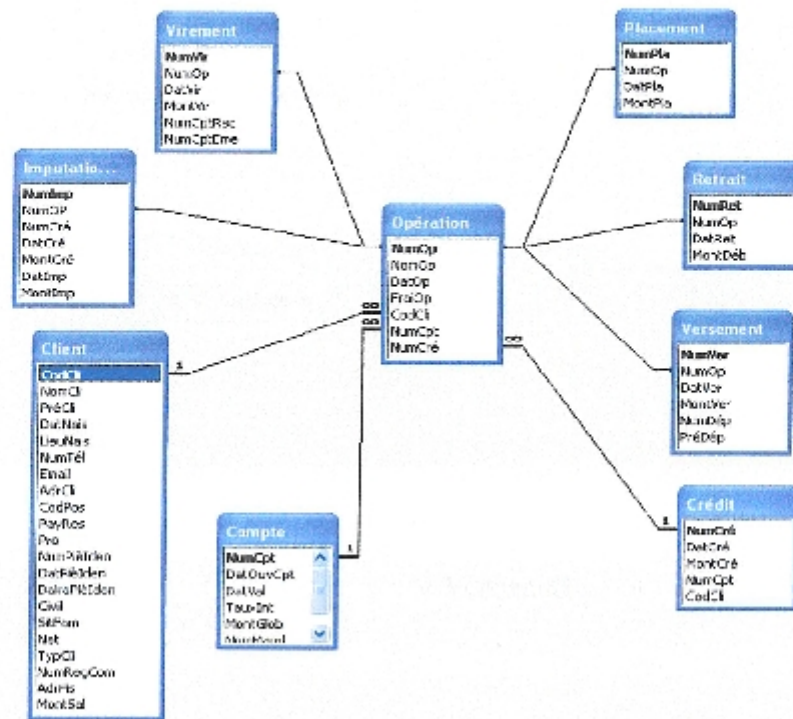 Virement
NumVir
NumOp
DatVir
MontVir
NumCptRec
NumCptEme
Placement
NumPla
NumOp
DatPla
MontPla
Imputatio...
NumImp
NumOP
NumCré
DatCré
MontCré
DatImp
MontImp
Opération
NumOp
NomOp
DatOp
FraiOp
CodCli
NumCpt
NumCré
Retrait
NumRet
NumOp
DatRet
MontDéb
Versement
NumVer
NumOp
DatVer
MontVer
NumDép
PréDép
Client
CodCli
NomCli
PréCli
DatNais
LieuNais
NumTél
Email
AdrCli
CodPos
PayRes
Pro
NumPiéIden
DatPiéIden
Civil
SitFam
Nat
TypCli
NumRegCom
MontSal
Compte
NumCpt
DatOuvCpt
DatVal
TauxInt
MontGlob
Crédit
NumCré
DatCré
MontCré
NumCpt
CodCli
1
∞
∞
1
∞
1